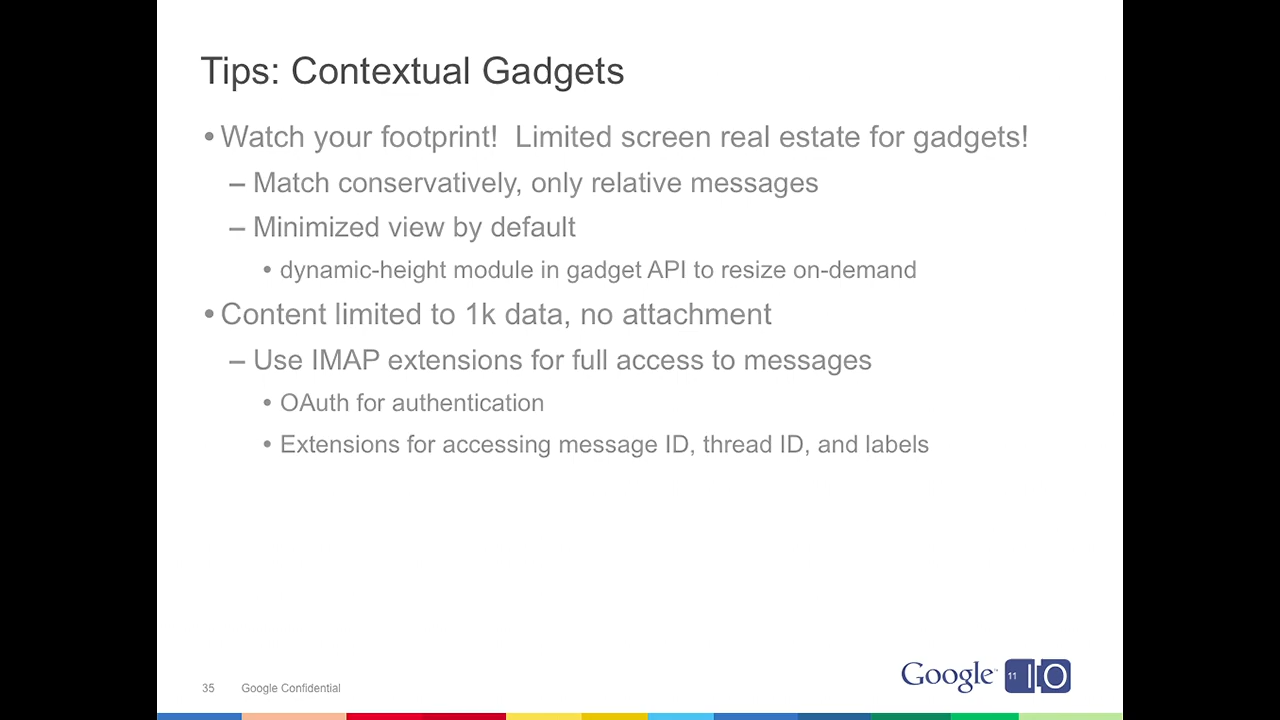 Tips: Contextual Gadgets
• Watch your footprint!  Limited screen real estate for gadgets!
– Match conservatively, only relative messages
– Minimized view by default
• dynamic-height module in gadget API to resize on-demand
• Content limited to 1k data, no attachment
– Use IMAP extensions for full access to messages
• OAuth for authentication
• Extensions for accessing message ID, thread ID, and labels
35 Google Confidential
Google™ 11 IO